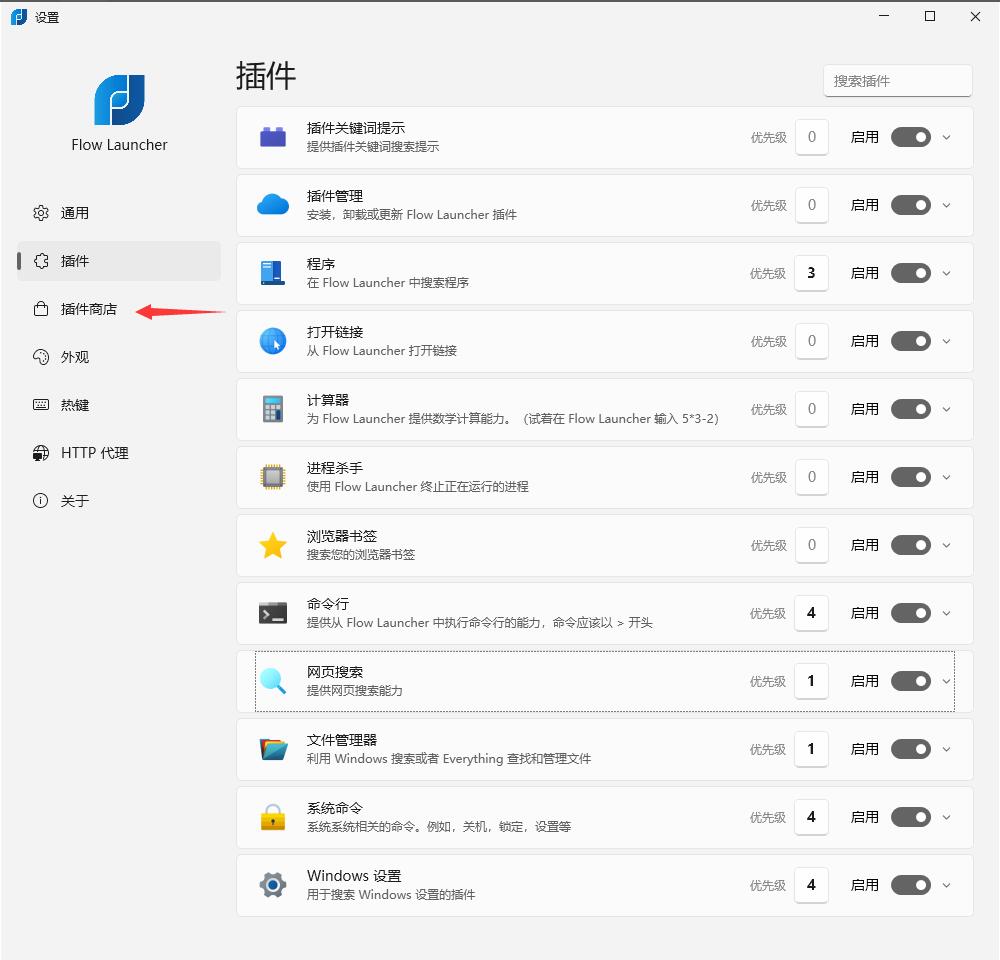 设置
Flow Launcher
通用
插件
插件商店
外观
热键
HTTP 代理
关于
插件
搜索插件
插件关键词提示
提供插件关键词搜索提示
优先级 0 启用
插件管理
安装，卸载或更新 Flow Launcher 插件
优先级 0 启用
程序
在 Flow Launcher 中搜索程序
优先级 3 启用
打开链接
从 Flow Launcher 打开链接
优先级 0 启用
计算器
为 Flow Launcher 提供数学计算能力。（试着在 Flow Launcher 输入 5*3-2）
优先级 0 启用
进程杀手
使用 Flow Launcher 终止正在运行的进程
优先级 0 启用
浏览器书签
搜索您的浏览器书签
优先级 0 启用
命令行
提供从 Flow Launcher 中执行命令行的能力，命令应该以 > 开头
优先级 4 启用
网页搜索
提供网页搜索能力
优先级 1 启用
文件管理器
利用 Windows 搜索或者 Everything 查找和管理文件
优先级 1 启用
系统命令
系统系统相关的命令。例如，关机，锁定，设置等
优先级 4 启用
Windows 设置
用于搜索 Windows 设置的插件
优先级 4 启用